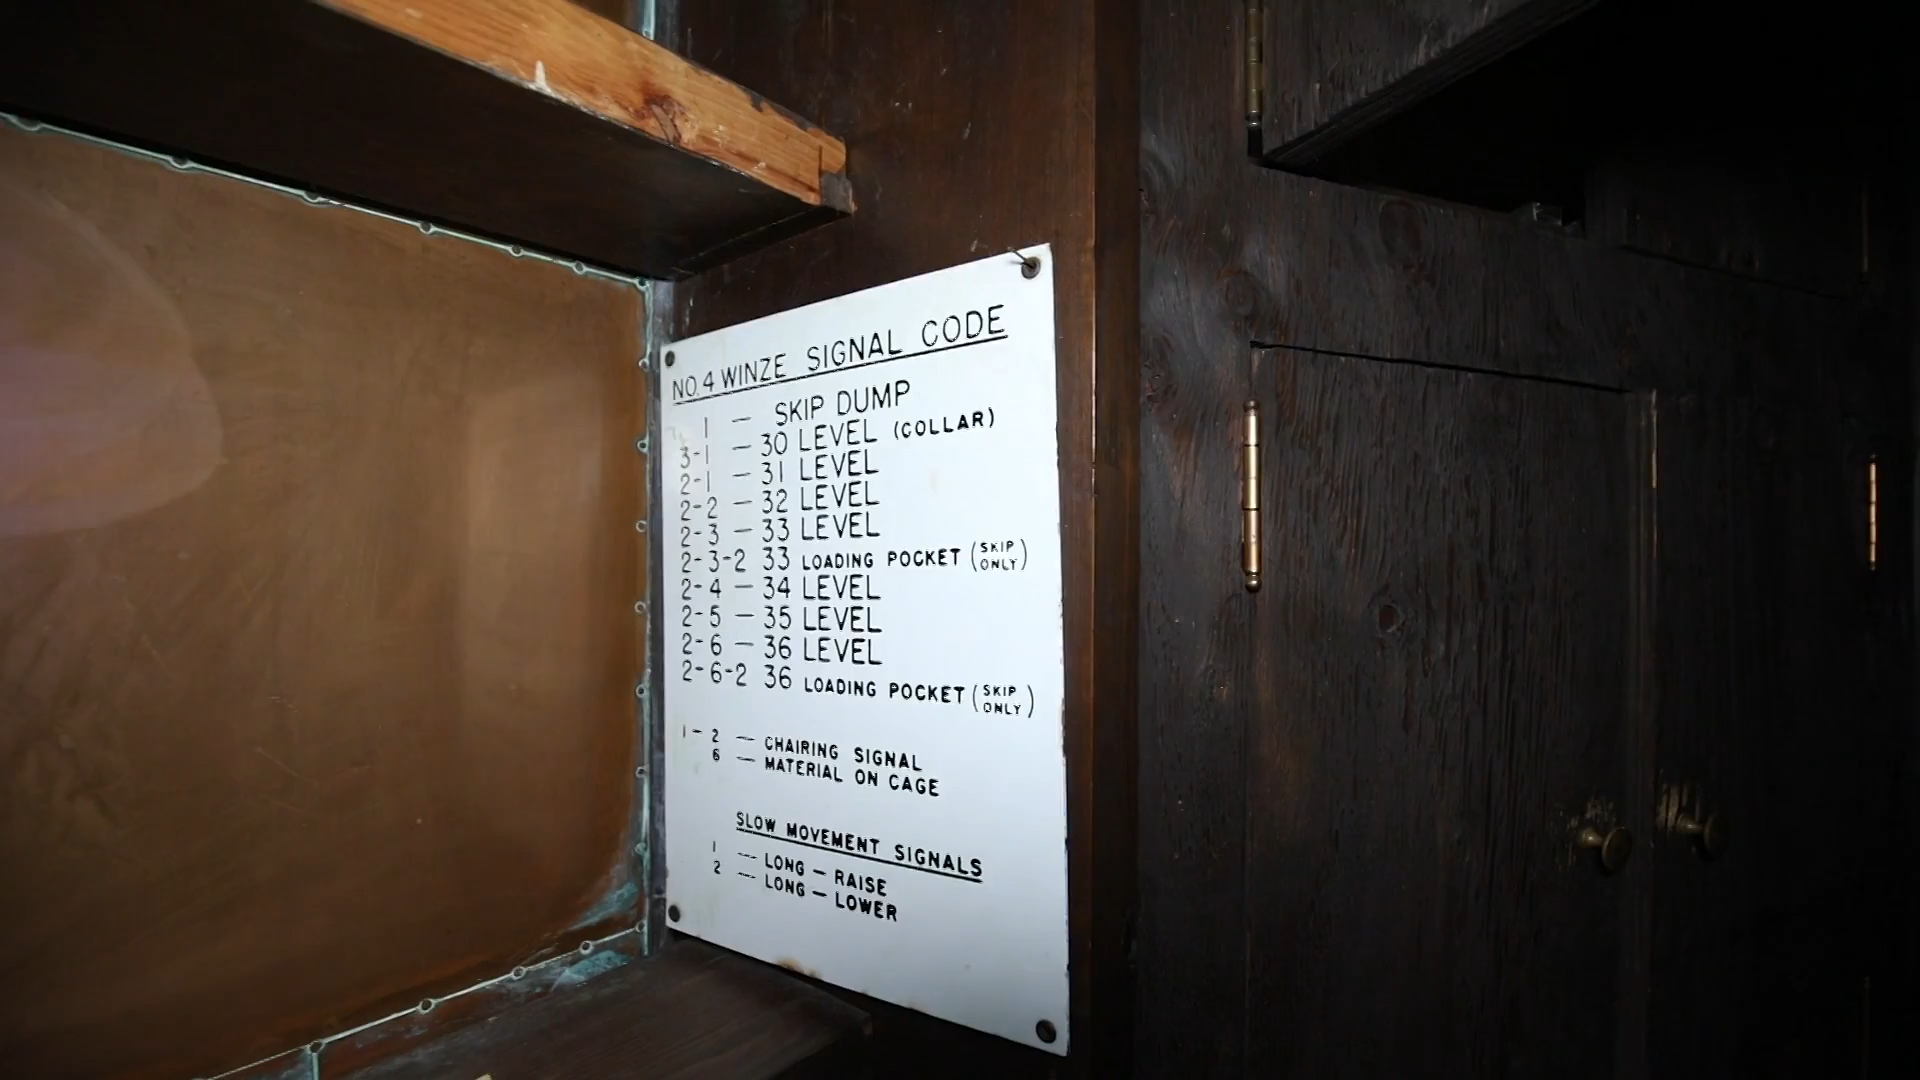 NO. 4 WINZE SIGNAL CODE
1 — SKIP DUMP
3-1 — 30 LEVEL (COLLAR)
2-1 — 31 LEVEL
2-2 — 32 LEVEL
2-3 — 33 LEVEL
2-3-2 33 LOADING POCKET (SKIP ONLY)
2-4 — 34 LEVEL
2-5 — 35 LEVEL
2-6 — 36 LEVEL
2-6-2 36 LOADING POCKET (SKIP ONLY)
1-2 — CHAIRING SIGNAL
6 — MATERIAL ON CAGE
SLOW MOVEMENT SIGNALS
1 — LONG — RAISE
2 — LONG — LOWER